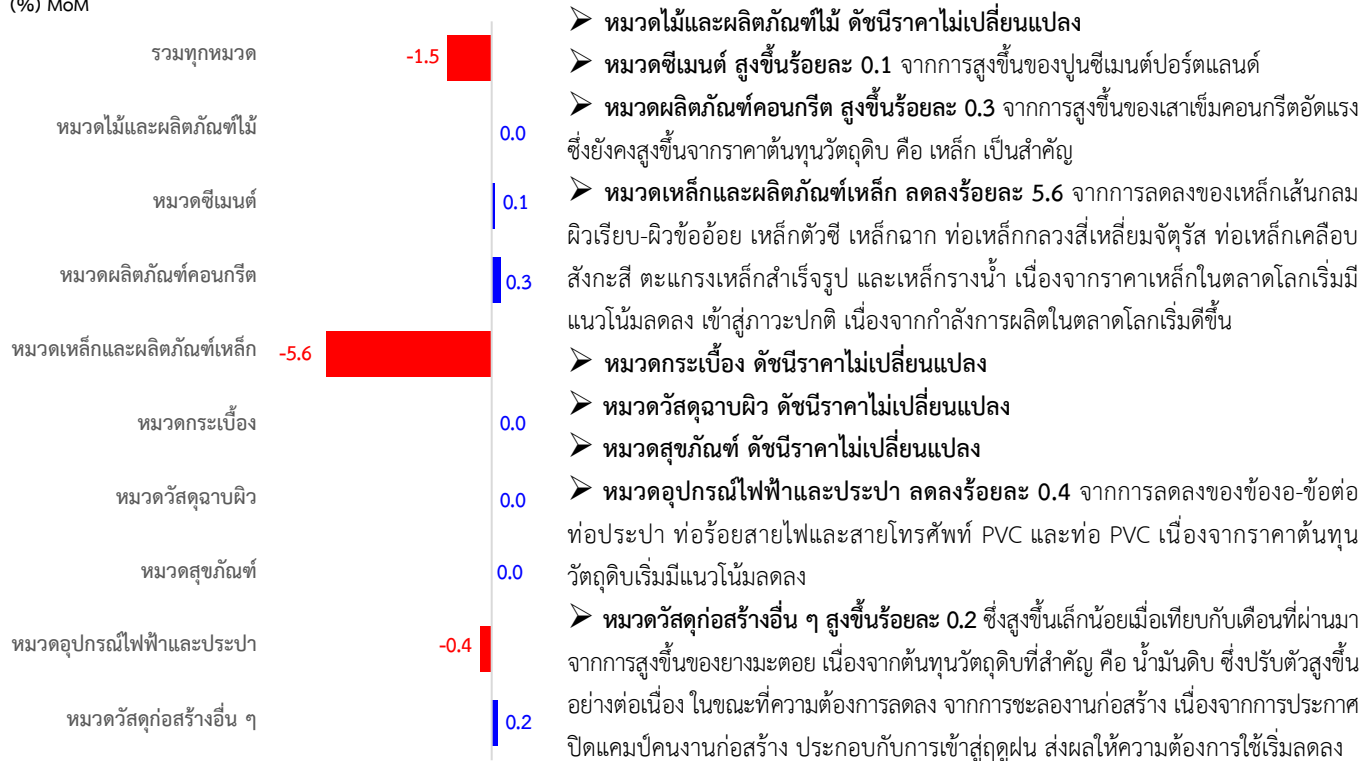 (%) MoM
รวมทุกหมวด
-1.5
หมวดไม้และผลิตภัณฑ์ไม้
0.0
หมวดซีเมนต์
0.1
หมวดผลิตภัณฑ์คอนกรีต
0.3
หมวดเหล็กและผลิตภัณฑ์เหล็ก
-5.6
หมวดกระเบื้อง
0.0
หมวดวัสดุฉาบผิว
0.0
หมวดสุขภัณฑ์
0.0
หมวดอุปกรณ์ไฟฟ้าและประปา
-0.4
หมวดวัสดุก่อสร้างอื่น ๆ
0.2
➢ หมวดไม้และผลิตภัณฑ์ไม้ ดัชนีราคาไม่เปลี่ยนแปลง
➢ หมวดซีเมนต์ สูงขึ้นร้อยละ 0.1 จากการสูงขึ้นของปูนซีเมนต์ปอร์ตแลนด์
➢ หมวดผลิตภัณฑ์คอนกรีต สูงขึ้นร้อยละ 0.3 จากการสูงขึ้นของเสาเข็มคอนกรีตอัดแรง
ซึ่งยังคงสูงขึ้นจากราคาต้นทุนวัตถุดิบ คือ เหล็ก เป็นสำคัญ
➢ หมวดเหล็กและผลิตภัณฑ์เหล็ก ลดลงร้อยละ 5.6 จากการลดลงของเหล็กเส้นกลม
ผิวเรียบ-ผิวข้ออ้อย เหล็กตัวซี เหล็กฉาก ท่อเหล็กกลวงสี่เหลี่ยมจัตุรัส ท่อเหล็กเคลือบ
สังกะสี ตะแกรงเหล็กสำเร็จรูป และเหล็กรางน้ำ เนื่องจากราคาเหล็กในตลาดโลกเริ่มมี
แนวโน้มลดลง เข้าสู่ภาวะปกติ เนื่องจากกำลังการผลิตในตลาดโลกเริ่มดีขึ้น
➢ หมวดกระเบื้อง ดัชนีราคาไม่เปลี่ยนแปลง
➢ หมวดวัสดุฉาบผิว ดัชนีราคาไม่เปลี่ยนแปลง
➢ หมวดสุขภัณฑ์ ดัชนีราคาไม่เปลี่ยนแปลง
➢ หมวดอุปกรณ์ไฟฟ้าและประปา ลดลงร้อยละ 0.4 จากการลดลงของข้องอ-ข้อต่อ
ท่อประปา ท่อร้อยสายไฟและสายโทรศัพท์ PVC และท่อ PVC เนื่องจากราคาต้นทุน
วัตถุดิบเริ่มมีแนวโน้มลดลง
➢ หมวดวัสดุก่อสร้างอื่น ๆ สูงขึ้นร้อยละ 0.2 ซึ่งสูงขึ้นเล็กน้อยเมื่อเทียบกับเดือนที่ผ่านมา
จากการสูงขึ้นของยางมะตอย เนื่องจากต้นทุนวัตถุดิบที่สำคัญ คือ น้ำมันดิบ ซึ่งปรับตัวสูงขึ้น
อย่างต่อเนื่อง ในขณะที่ความต้องการลดลง จากการชะลองานก่อสร้าง เนื่องจากการประกาศ
ปิดแคมป์คนงานก่อสร้าง ประกอบกับการเข้าสู่ฤดูฝน ส่งผลให้ความต้องการใช้เริ่มลดลง